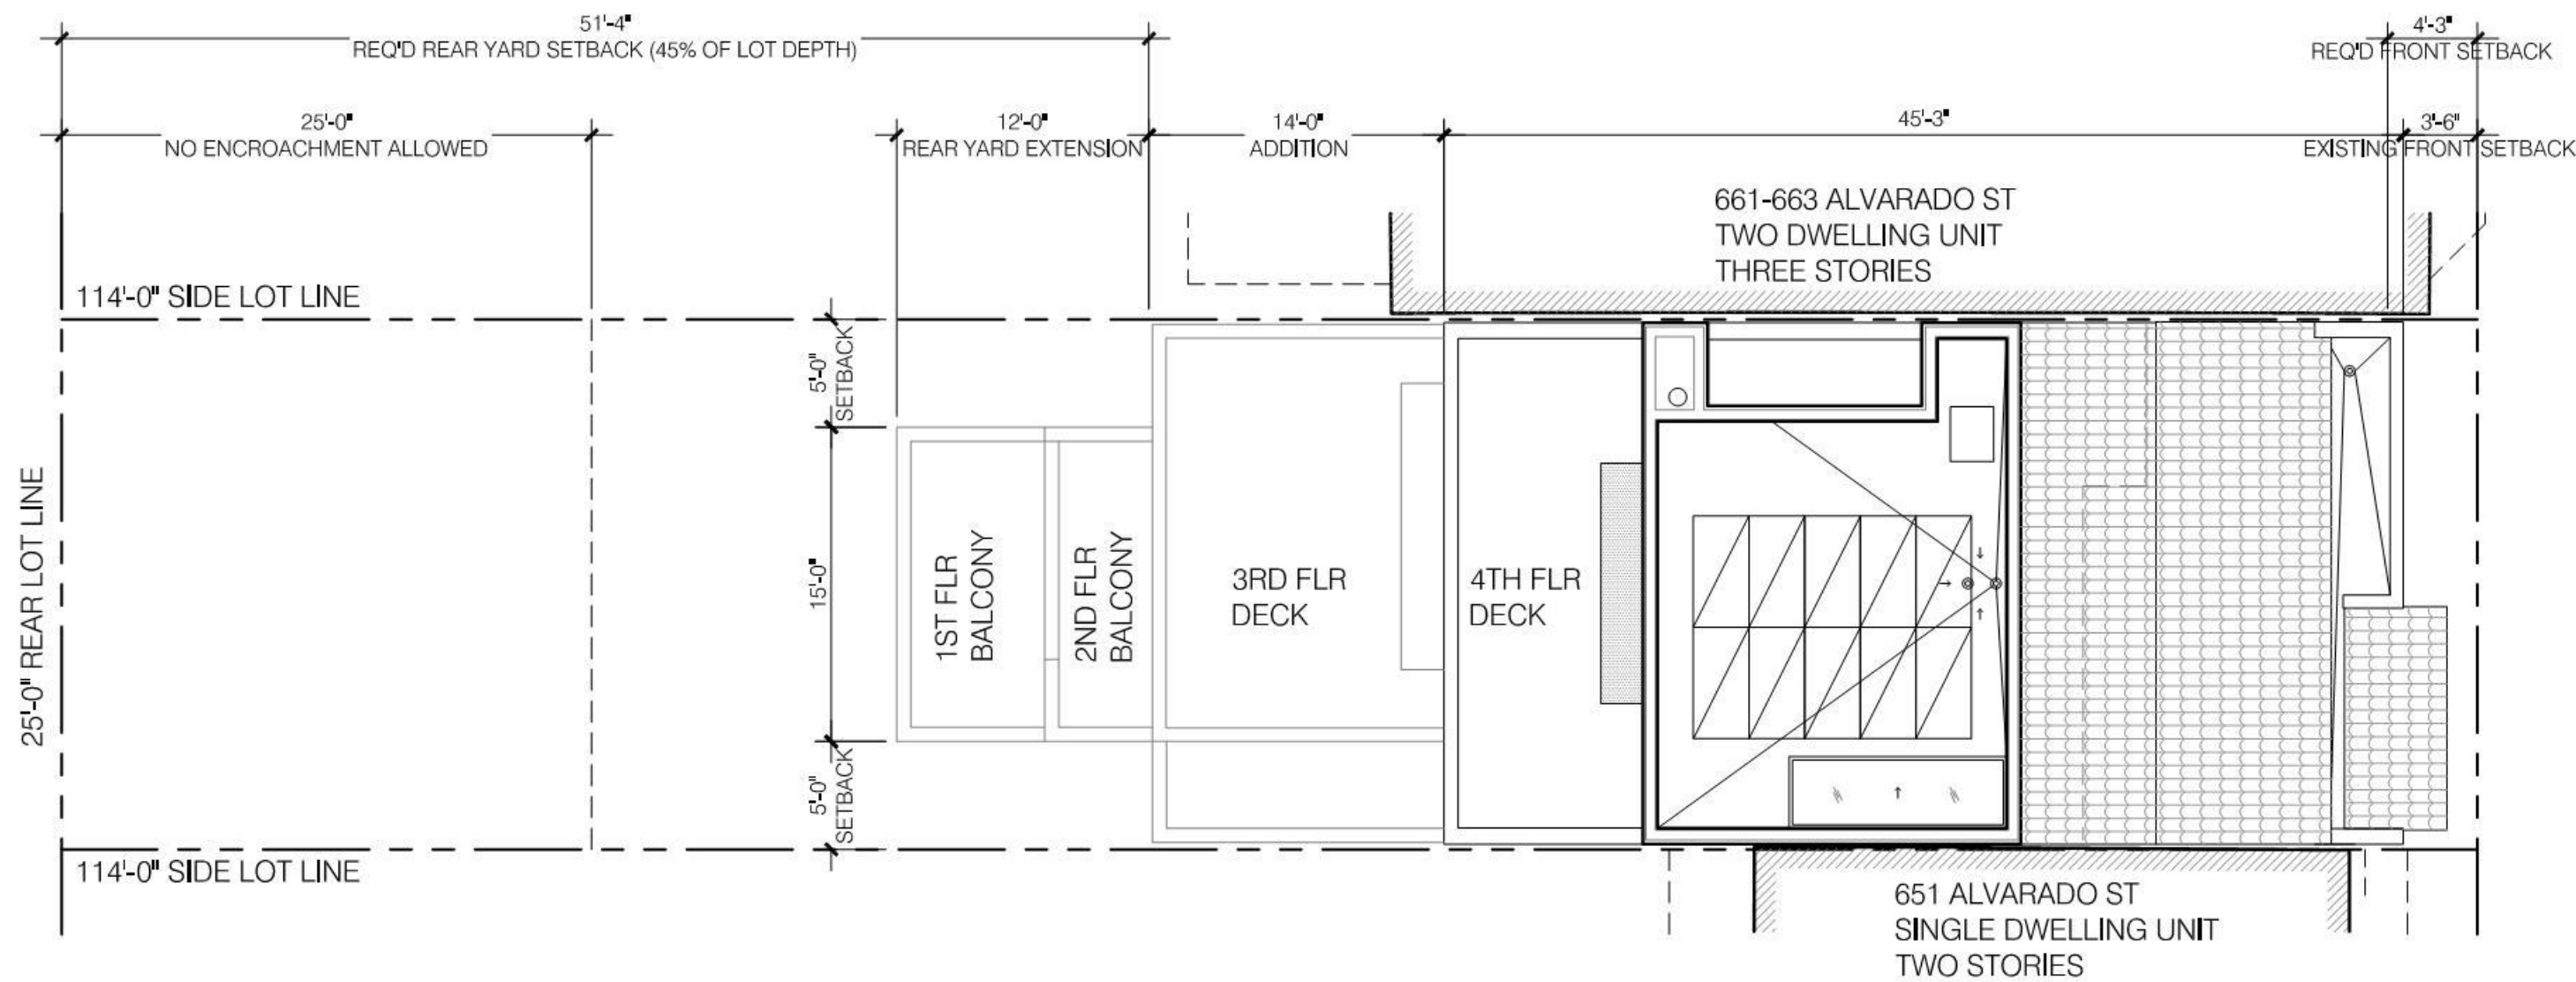 51'-4"
REQ'D REAR YARD SETBACK (45% OF LOT DEPTH)
4'-3"
REQ'D FRONT SETBACK
25'-0"
NO ENCROACHMENT ALLOWED
12'-0"
REAR YARD EXTENSION
14'-0"
ADDITION
45'-3"
3'-6"
EXISTING FRONT SETBACK
661-663 ALVARADO ST
TWO DWELLING UNIT
THREE STORIES
114'-0" SIDE LOT LINE
5'-0"
SETBACK
25'-0" REAR LOT LINE
15'-0"
1ST FLR
BALCONY
2ND FLR
BALCONY
3RD FLR
DECK
4TH FLR
DECK
5'-0"
SETBACK
114'-0" SIDE LOT LINE
651 ALVARADO ST
SINGLE DWELLING UNIT
TWO STORIES